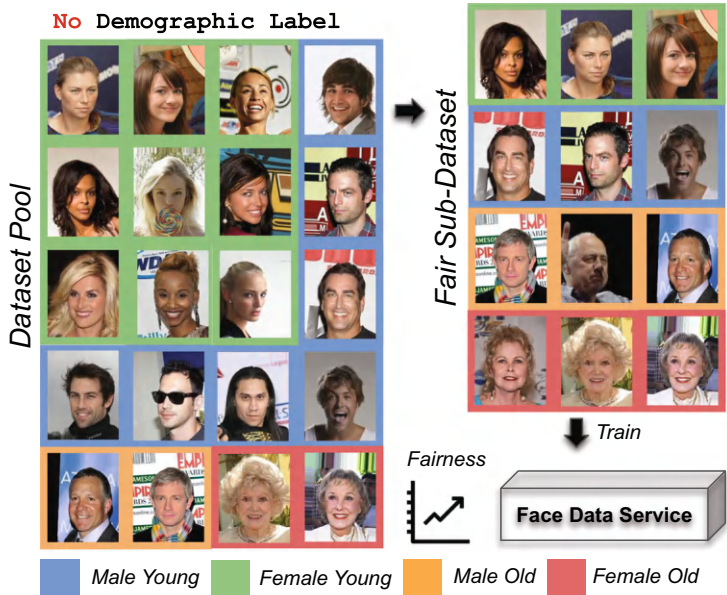 No Demographic Label
Dataset Pool
Fair Sub-Dataset
Train
Fairness
Face Data Service
Male Young
Female Young
Male Old
Female Old